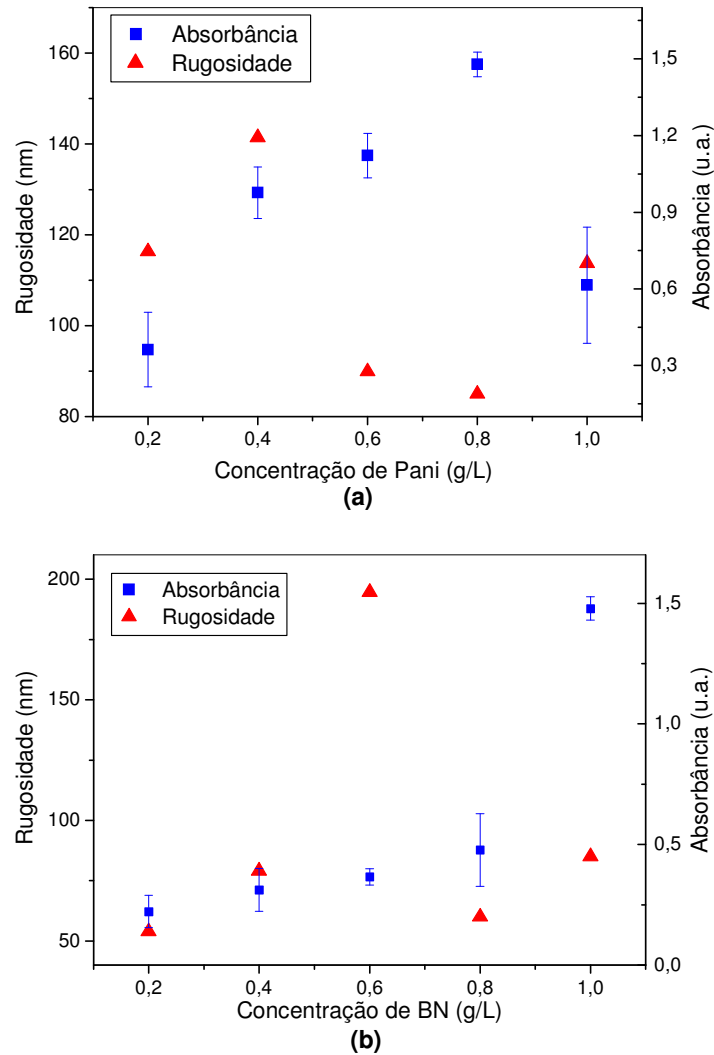 Absorbância
Rugosidade
160
140
120
100
80
Rugosidade (nm)
1,5
1,2
0,9
0,6
0,3
Absorbância (u.a.)
0,2 0,4 0,6 0,8 1,0
Concentração de Pani (g/L)
(a)
Absorbância
Rugosidade
200
150
100
50
Rugosidade (nm)
1,5
1,0
0,5
0,0
Absorbância (u.a.)
0,2 0,4 0,6 0,8 1,0
Concentração de BN (g/L)
(b)